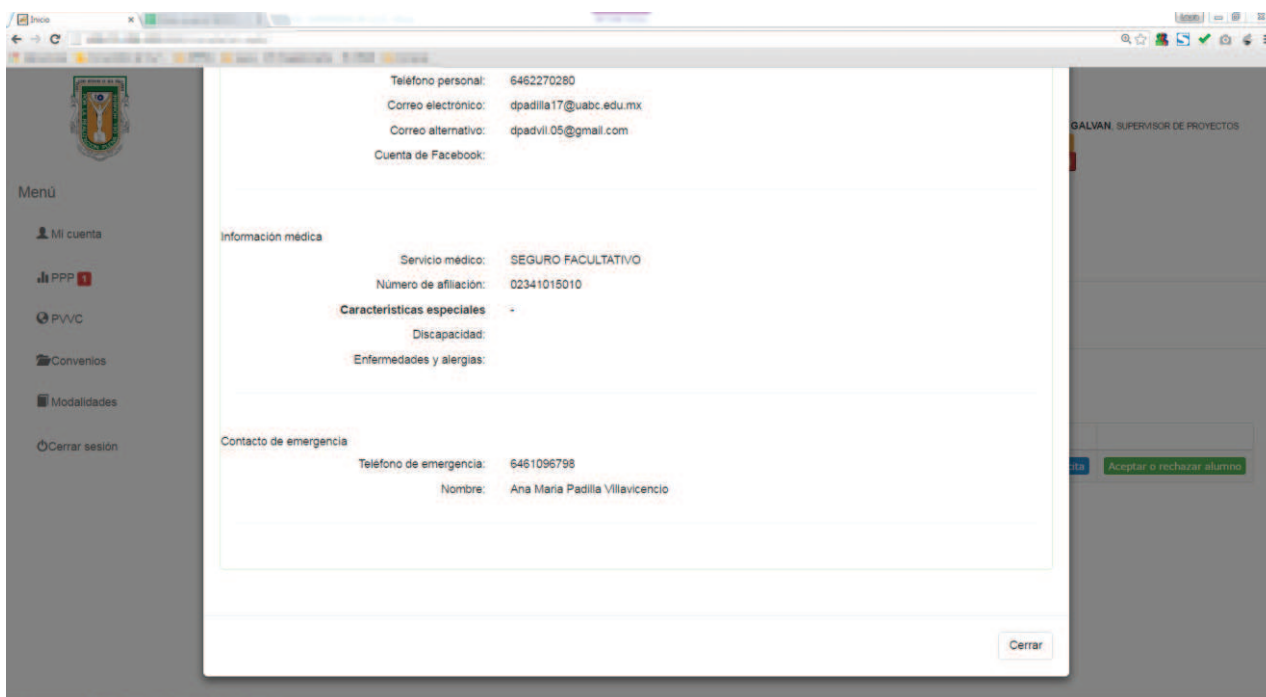 Inicio
Teléfono personal: 6462270280
Correo electrónico: dpadilla17@uabc.edu.mx
Correo alternativo: dpadvil.05@gmail.com
Cuenta de Facebook:
GALVAN, SUPERVISOR DE PROYECTOS
Menú
Mi cuenta
PPP 1
PVVC
Convenios
Modalidades
Cerrar sesión
Información médica
Servicio médico: SEGURO FACULTATIVO
Número de afiliación: 02341015010
Características especiales -
Discapacidad:
Enfermedades y alergias:
Contacto de emergencia
Teléfono de emergencia: 6461096798
Nombre: Ana Maria Padilla Villavicencio
Aceptar o rechazar alumno
Cerrar